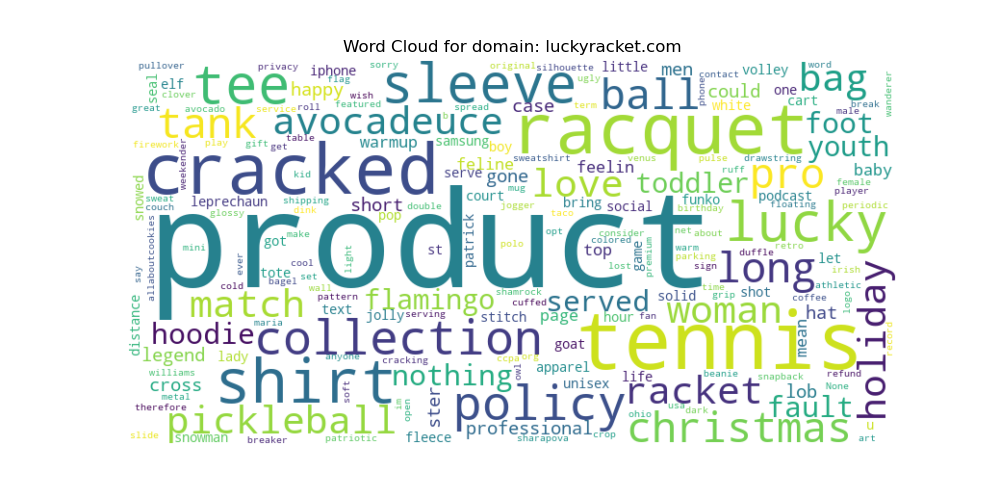 Word Cloud for domain: luckyracket.com
pullover privacy iphone sorry original silhouette little men volley word
seal elf tee happy sleeve ugly ball phone contact bag wanderer
clover flag wish case could one cart break
great avocado service roll featured spread term white male
tank avocadeuce racquet foot
firework play gift table get warmup samsung boy youth
weekender cracked kid feline sweatshirt feelin venus pulse drawstring baby
snowed sweat leprechaun shipping serve gone love toddler ruff pro female
couch glossy dink short court mug bring social funko podcast player
pop double jogger taco birthday floating periodic
allaboutcookies product patrick lucky
mini got make st polo opt consider colored top game net about retro let
say ever cool light lost premium warm parking sign irish
cold tote bagel set wall long duffle athletic
distance match pattern flamingo shamrock cuffed served solid time shot coffee logo
text jolly serving stitch page hour fan woman grip hat holiday
hoodie maria collection goat tennis mean record
legend lady anyone cracking ccpa org apparel
williams cross shirt nothing owl unisex life beanie snapback refund
metal soft policy racket lob None
therefore im open ster usa dark fault
pickleball ohio christmas u
slide snowman breaker patriotic fleece professional sharapova crop art